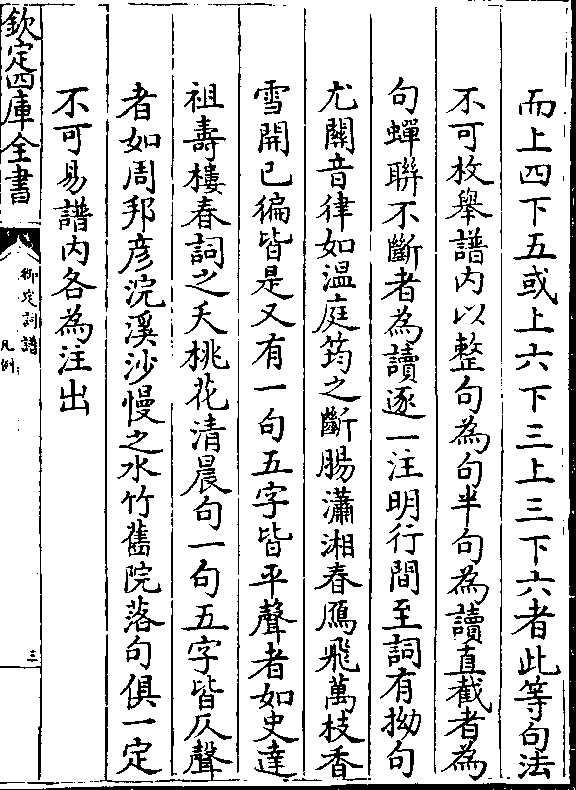 而上四下五或上六下三上三下六者此等句法
不可枚舉譜内以整句為句半句為讀直截者為
句蟬聯不斷者為讀逐一注明行間至詞有拗句
尤關音律如溫庭筠之斷腸瀟湘春鴈飛萬枝香
雪開已徧皆是又有一句五字皆平聲者如史達
祖壽樓春詞之夭桃花清晨句一句五字皆仄聲
者如周邦彦浣溪沙慢之水竹舊院落句俱一定
不可易譜内各為注出
欽定四庫全書
御定詞譜
凡例
三